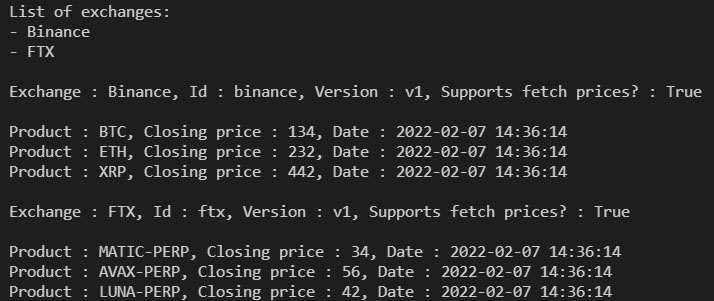 List of exchanges:
- Binance
- FTX
Exchange : Binance, Id : binance, Version : v1, Supports fetch prices? : True
Product : BTC, Closing price : 134, Date : 2022-02-07 14:36:14
Product : ETH, Closing price : 232, Date : 2022-02-07 14:36:14
Product : XRP, Closing price : 442, Date : 2022-02-07 14:36:14
Exchange : FTX, Id : ftx, Version : v1, Supports fetch prices? : True
Product : MATIC-PERP, Closing price : 34, Date : 2022-02-07 14:36:14
Product : AVAX-PERP, Closing price : 56, Date : 2022-02-07 14:36:14
Product : LUNA-PERP, Closing price : 42, Date : 2022-02-07 14:36:14